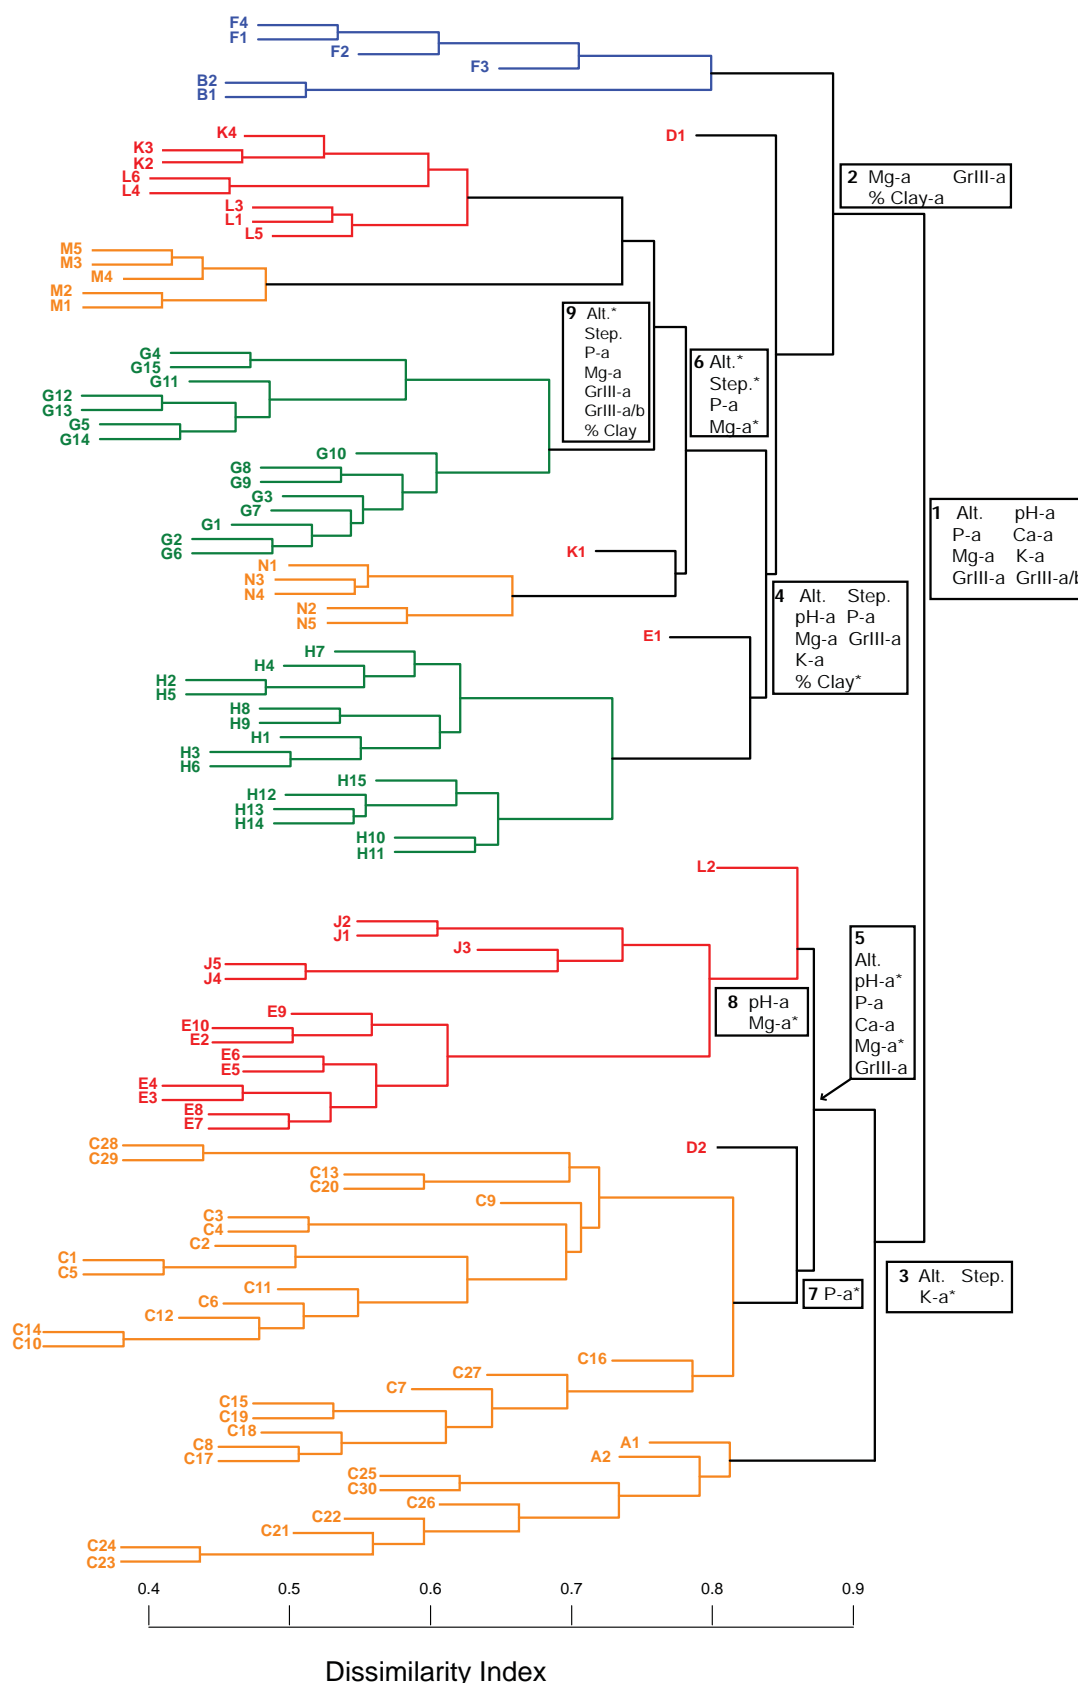 F4
F1
F2
F3
B2
B1
K4
D1
K3
K2
L6
L4
2 Mg-a GrIII-a
% Clay-a
L3
L1
L5
M5
M3
M4
M2
M1
9 Alt.*
Step.
P-a
Mg-a
GrIII-a
GrIII-a/b
% Clay
6 Alt.*
Step.*
P-a
Mg-a*
G4
G15
G11
G12
G13
G5
G14
G10
G8
G9
G3
G7
G1
G2
G6
1 Alt. pH-a
P-a Ca-a
Mg-a K-a
GrIII-a GrIII-a/b
K1
N1
N3
N4
N2
N5
4 Alt. Step.
pH-a P-a
Mg-a GrIII-a
K-a
% Clay*
E1
H7
H4
H2
H5
H8
H9
H1
H3
H6
H15
H12
H13
H14
H10
H11
L2
J2
J1
J3
J5
J4
5
Alt.
pH-a*
P-a
Ca-a
Mg-a*
GrIII-a
8 pH-a
Mg-a*
E9
E10
E2
E6
E5
E4
E3
E8
E7
C28
C29
D2
C13
C20
C9
C3
C4
C2
C1
C5
C11
C6
C12
C14
C10
7 P-a*
3 Alt. Step.
K-a*
C16
C27
C7
C15
C19
C18
C8
C17
A1
A2
C25
C30
C26
C22
C21
C24
C23
0.4 0.5 0.6 0.7 0.8 0.9
Dissimilarity Index